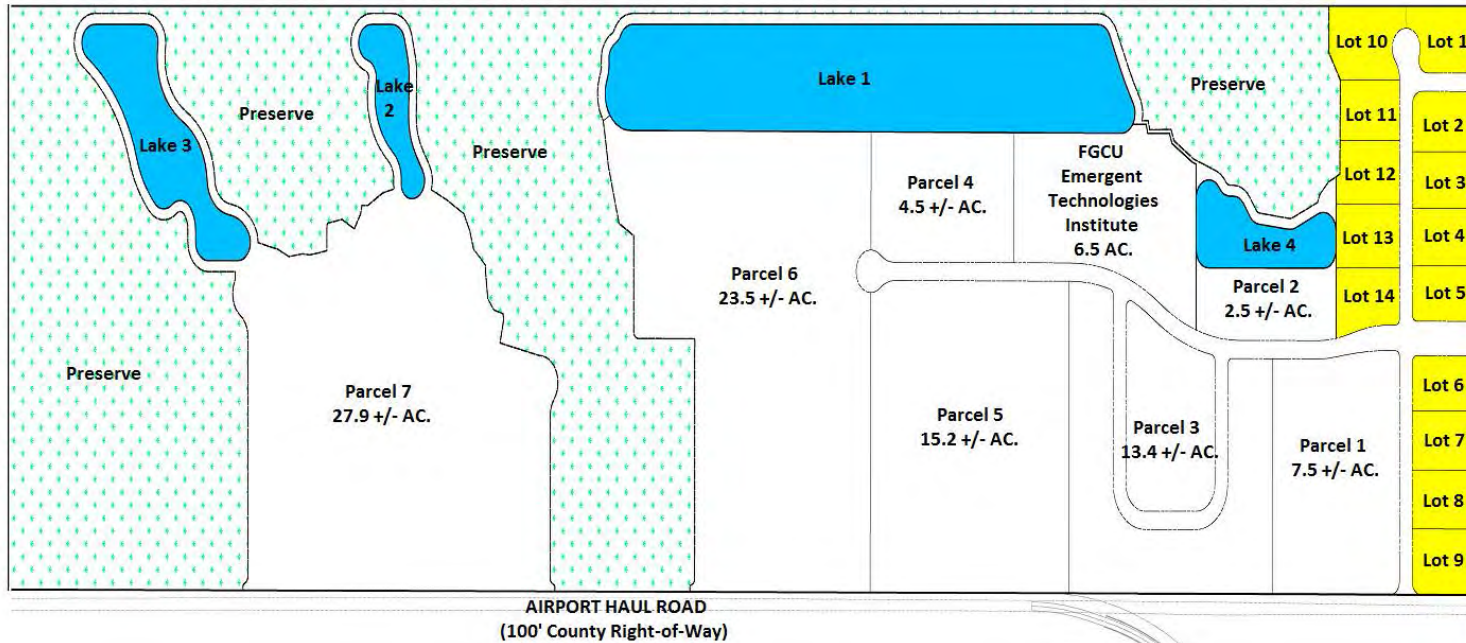 Lot 10
Lot 1
Lake 1
Lake
2
Preserve
Preserve
Preserve
Lot 11
Lot 2
Lake 3
FGCU
Emergent
Technologies
Institute
6.5 AC.
Parcel 4
4.5 +/- AC.
Lot 12
Lot 3
Lot 13
Lot 4
Lake 4
Parcel 6
23.5 +/- AC.
Parcel 2
2.5 +/- AC.
Lot 14
Lot 5
Preserve
Parcel 7
27.9 +/- AC.
Parcel 5
15.2 +/- AC.
Parcel 3
13.4 +/- AC.
Parcel 1
7.5 +/- AC.
Lot 6
Lot 7
Lot 8
Lot 9
AIRPORT HAUL ROAD
(100' County Right-of-Way)